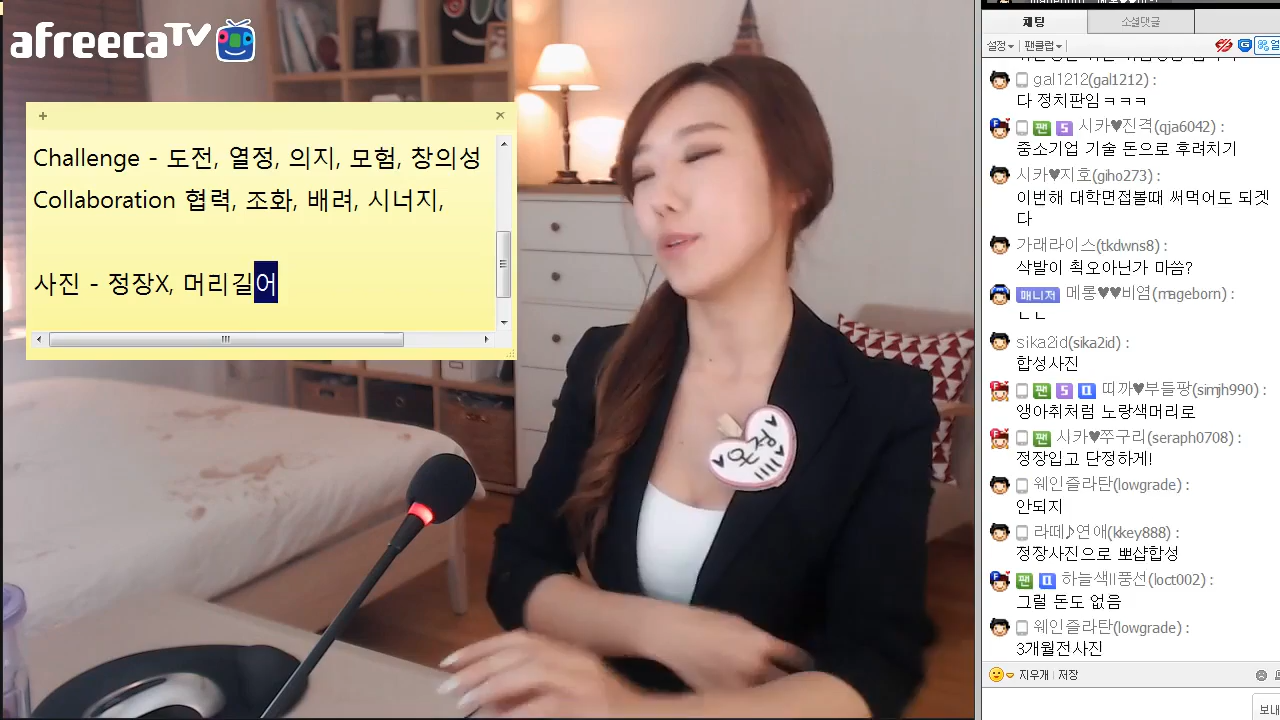 afreecaTV
Challenge - 도전, 열정, 의지, 모험, 창의성
Collaboration 협력, 조화, 배려, 시너지,
사진 - 정장X, 머리길어
채팅
소셜댓글
설정
팬클럽
gal1212(gal1212) :
다 정치판임ㅋㅋㅋ
팬 S 시카♥진격(qja6042) :
중소기업 기술 돈으로 후려치기
시카♥지호(giho273) :
이번해 대학면접볼때 써먹어도 되겟
다
가래라이스(tkdwns8) :
삭발이 쵝오아닌가 마씀?
매니저 메롱♥♥비염(mageborn) :
ㄴㄴ
sika2id(sika2id) :
합성사진
팬 S 띠까♥부들팡(simjh990) :
앵아취처럼 노랑색머리로
팬 시카♥쭈구리(seraph0708) :
정장입고 단정하게!
웨인즐라탄(lowgrade) :
안되지
라떼♪연애(kkey888) :
정장사진으로 뽀샵합성
팬 하늘색||풍선(loct002) :
그럴 돈도 없음
웨인즐라탄(lowgrade) :
3개월전사진
지우개
저장
보내